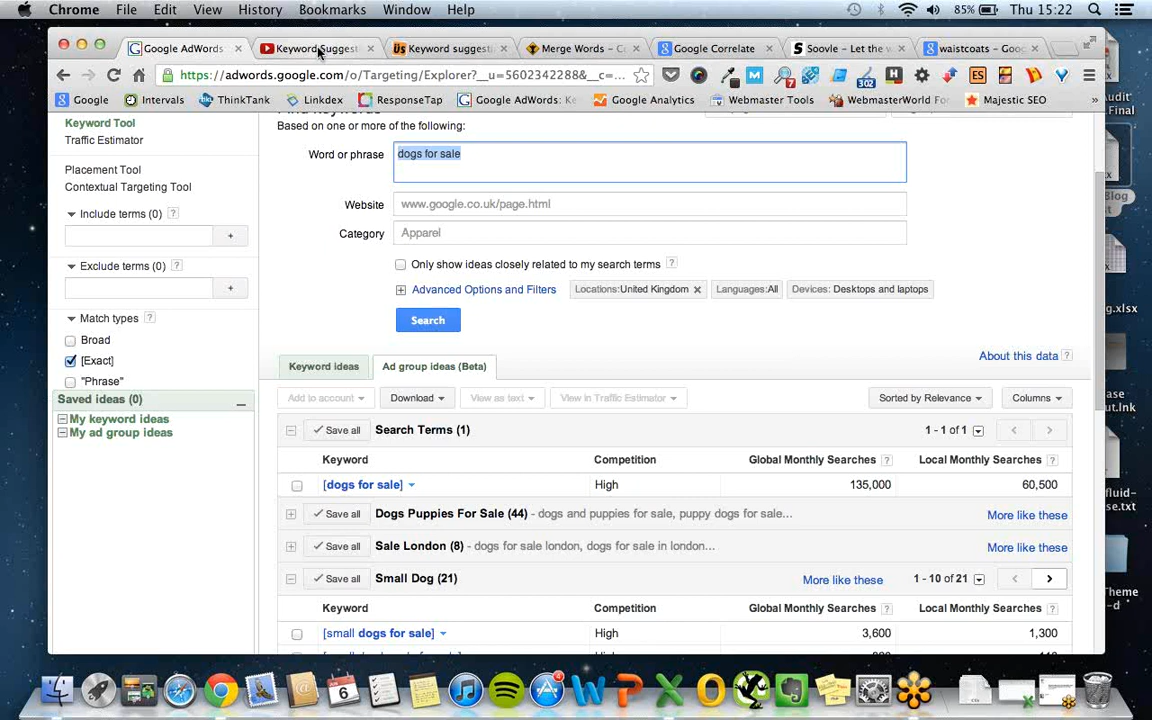 Chrome File Edit View History Bookmarks Window Help 85% Thu 15:22
Google AdWords Keyword Suggest Keyword suggesti Merge Words – C Google Correlate Soovle - Let the w waistcoats - Goog
https://adwords.google.com/o/Targeting/Explorer?__u=5602342288&__c=...
Google Intervals ThinkTank Linkdex ResponseTap Google AdWords: Ke Google Analytics Webmaster Tools WebmasterWorld Fo Majestic SEO »
Keyword Tool
Traffic Estimator
Placement Tool
Contextual Targeting Tool
Include terms (0) ?
+
Exclude terms (0) ?
+
Match types ?
Broad
[Exact]
"Phrase"
Saved ideas (0)
My keyword ideas
My ad group ideas
Based on one or more of the following:
Word or phrase dogs for sale
Website www.google.co.uk/page.html
Category Apparel
Only show ideas closely related to my search terms ?
Advanced Options and Filters Locations:United Kingdom × Languages:All Devices: Desktops and laptops
Search
About this data ?
Keyword ideas Ad group ideas (Beta)
Add to account Download View as text View in Traffic Estimator Sorted by Relevance Columns
Save all Search Terms (1) 1 - 1 of 1
Keyword Competition Global Monthly Searches ? Local Monthly Searches ?
[dogs for sale] High 135,000 60,500
Save all Dogs Puppies For Sale (44) - dogs and puppies for sale, puppy dogs for sale... More like these
Save all Sale London (8) - dogs for sale london, dogs for sale in london... More like these
Save all Small Dog (21) More like these 1 - 10 of 21
Keyword Competition Global Monthly Searches ? Local Monthly Searches ?
[small dogs for sale] High 3,600 1,300